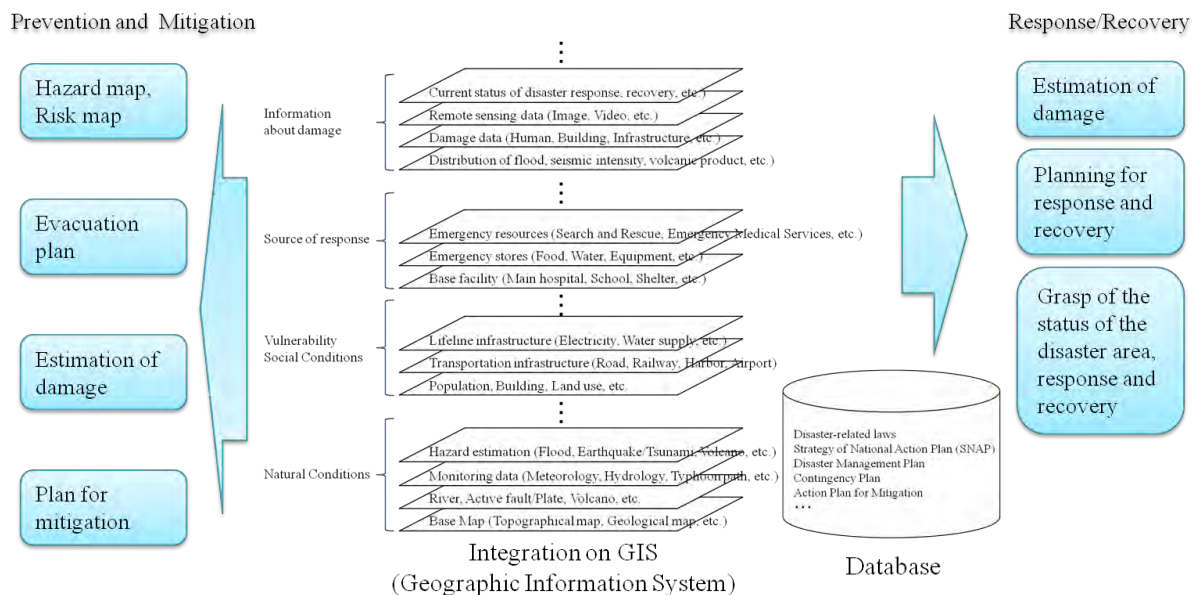 Prevention and Mitigation
Hazard map,
Risk map
Evacuation
plan
Estimation of
damage
Plan for
mitigation
Information
about damage
Current status of disaster response, recovery, etc.)
Remote sensing data (Image, Video, etc.)
Damage data (Human, Building, Infrastructure, etc.)
Distribution of flood, seismic intensity, volcanic product, etc.)
Source of response
Emergency resources (Search and Rescue, Emergency Medical Services, etc.)
Emergency stores (Food, Water, Equipment, etc.)
Base facility (Main hospital, School, Shelter, etc.)
Vulnerability
Social Conditions
Lifeline infrastructure (Electricity, Water supply, etc.)
Transportation infrastructure (Road, Railway, Harbor, Airport)
Population, Building, Land use, etc.
Natural Conditions
Hazard estimation (Flood, Earthquake/Tsunami, Volcano, etc.)
Monitoring data (Meteorology, Hydrology, Typhoon path, etc.)
River, Active fault/Plate, Volcano, etc.
Base Map (Topographical map, Geological map, etc.)
Integration on GIS
(Geographic Information System)
Disaster-related laws
Strategy of National Action Plan (SNAP)
Disaster Management Plan
Contingency Plan
Action Plan for Mitigation
…
Database
Response/Recovery
Estimation of
damage
Planning for
response and
recovery
Grasp of the
status of the
disaster area,
response and
recovery